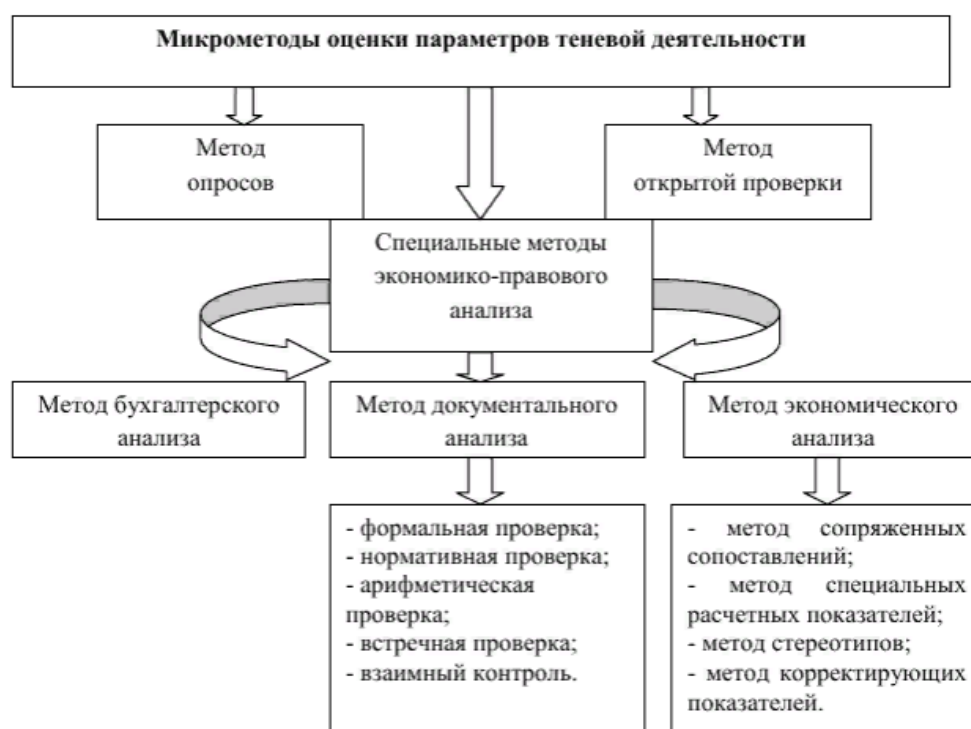 Микрометоды оценки параметров теневой деятельности
Метод
опросов
Метод
открытой проверки
Специальные методы
экономико-правового
анализа
Метод бухгалтерского
анализа
Метод документального
анализа
Метод экономического
анализа
- формальная проверка;
- нормативная проверка;
- арифметическая
проверка;
- встречная проверка;
- взаимный контроль.
- метод сопряженных
сопоставлений;
- метод специальных
расчетных показателей;
- метод стереотипов;
- метод корректирующих
показателей.